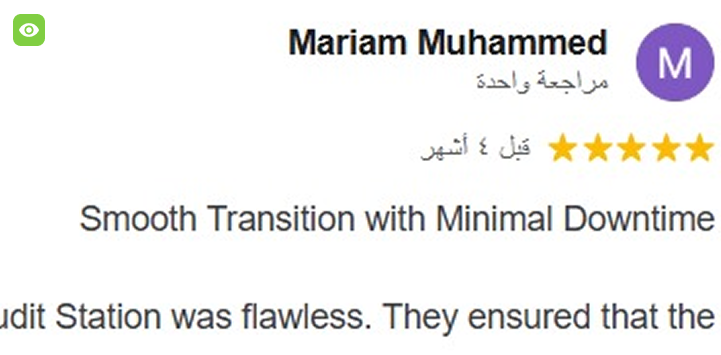 Mariam Muhammed
M
مراجعة واحدة
قبل ٤ أشهر
Smooth Transition with Minimal Downtime
Station was flawless. They ensured that the